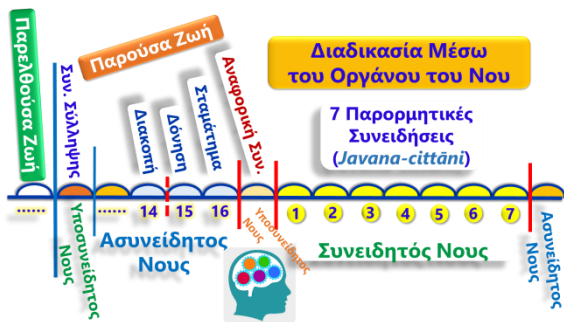 Παρελθούσα Ζωή
Συν. Σύλληψης
Παρούσα Ζωή
Διακοπή
Δόνηση
Σταμάτημα
Αναφορική Συν.
Διαδικασία Μέσω
του Οργάνου του Νου
7 Παρορμητικές
Συνειδήσεις
(Javana-cittāni)
......
Υποσυνείδητος
Νους
......
14
15
16
Ασυνείδητος
Νους
Υποσυνείδητος
Νους
1
2
3
4
5
6
7
Συνειδητός Νους
Ασυνείδητος
Νους